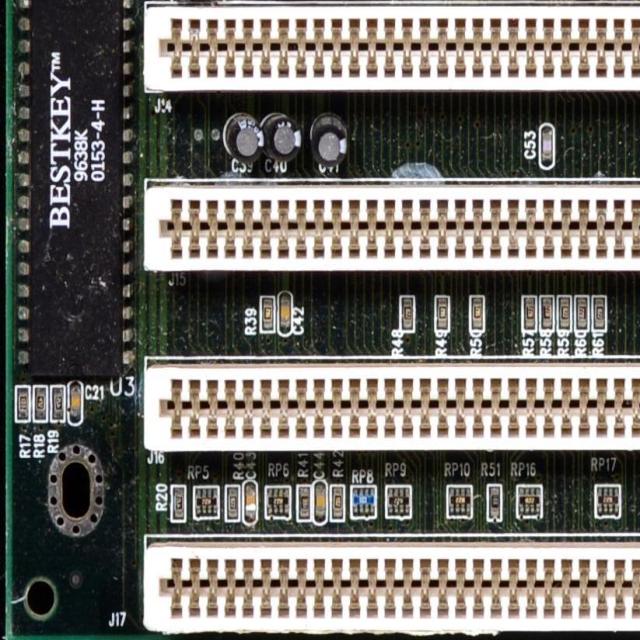 BESTKEY™
9638K
0153-4-H
J14
C39
C40
C41
C53
J15
R39
C42
R48
R49
R50
R57
R58
R59
R60
R61
U3
C21
R17
R18
R19
J16
R20
RP5
R40
C43
RP6
R41
C44
R42
RP8
RP9
RP10
R51
RP16
RP17
J17